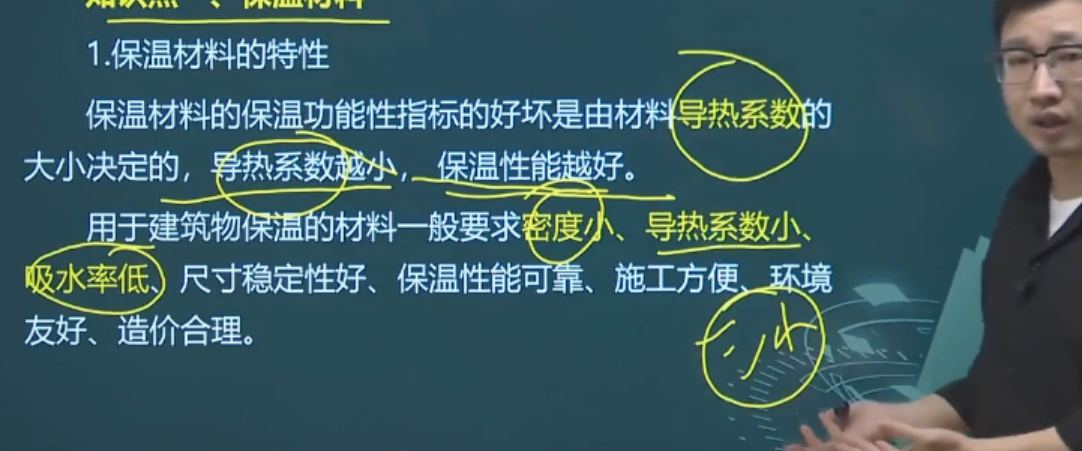 知识点一、保温材料
1.保温材料的特性
保温材料的保温功能性指标的好坏是由材料导热系数的
大小决定的，导热系数越小，保温性能越好。
用于建筑物保温的材料一般要求密度小、导热系数小、
吸水率低、尺寸稳定性好、保温性能可靠、施工方便、环境
友好、造价合理。
三小